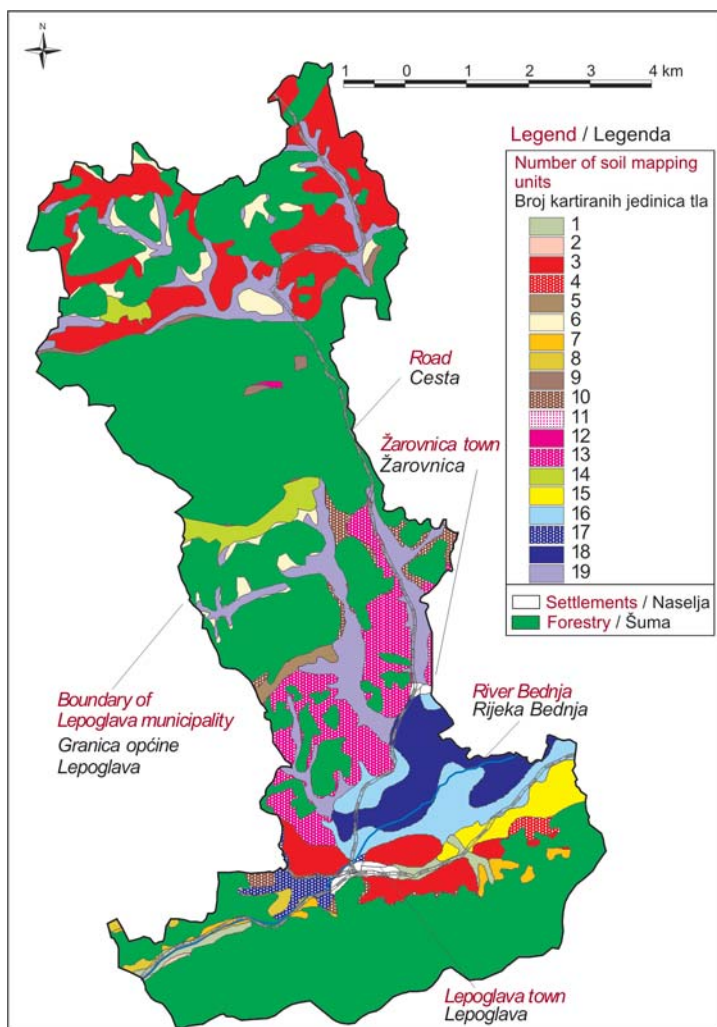 N
1 0 1 2 3 4 km
Legend / Legenda
Number of soil mapping
units
Broj kartiranih jedinica tla
1
2
3
4
5
6
7
8
9
10
11
12
13
14
15
16
17
18
19
Settlements / Naselja
Forestry / Šuma
Road
Cesta
Žarovnica town
Žarovnica
River Bednja
Rijeka Bednja
Boundary of
Lepoglava municipality
Granica općine
Lepoglava
Lepoglava town
Lepoglava